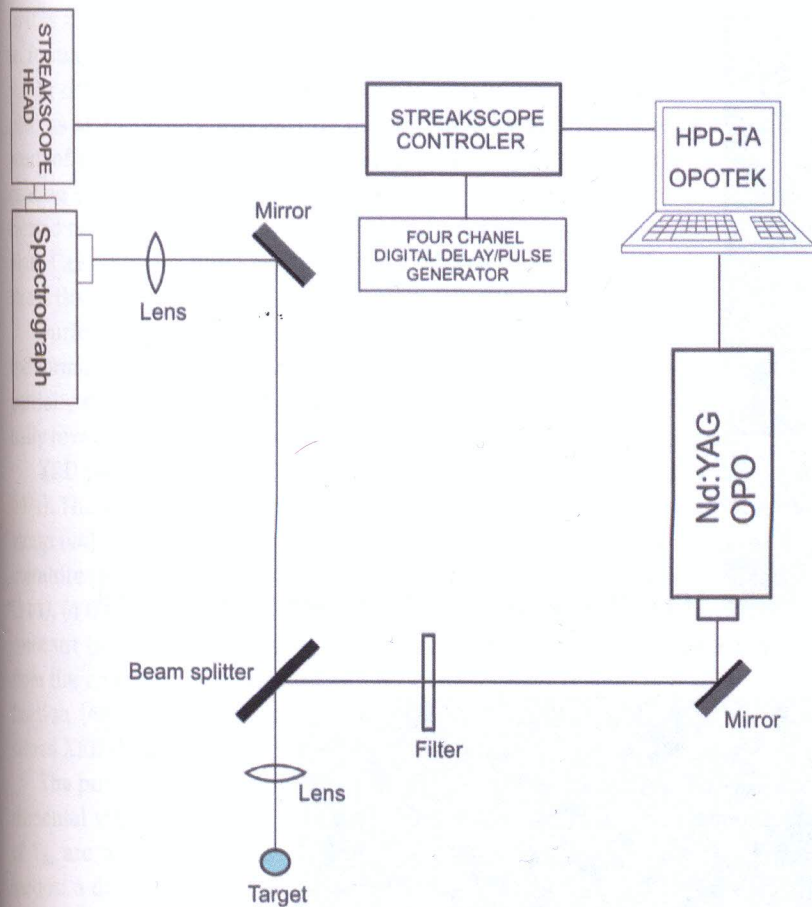 STREAKSCOPE
HEAD
STREAKSCOPE
CONTROLER
HPD-TA
OPOTEK
Mirror
FOUR CHANEL
DIGITAL DELAY/PULSE
GENERATOR
Spectrograph
Lens
Nd:YAG
OPO
Beam splitter
Filter
Mirror
Lens
Target